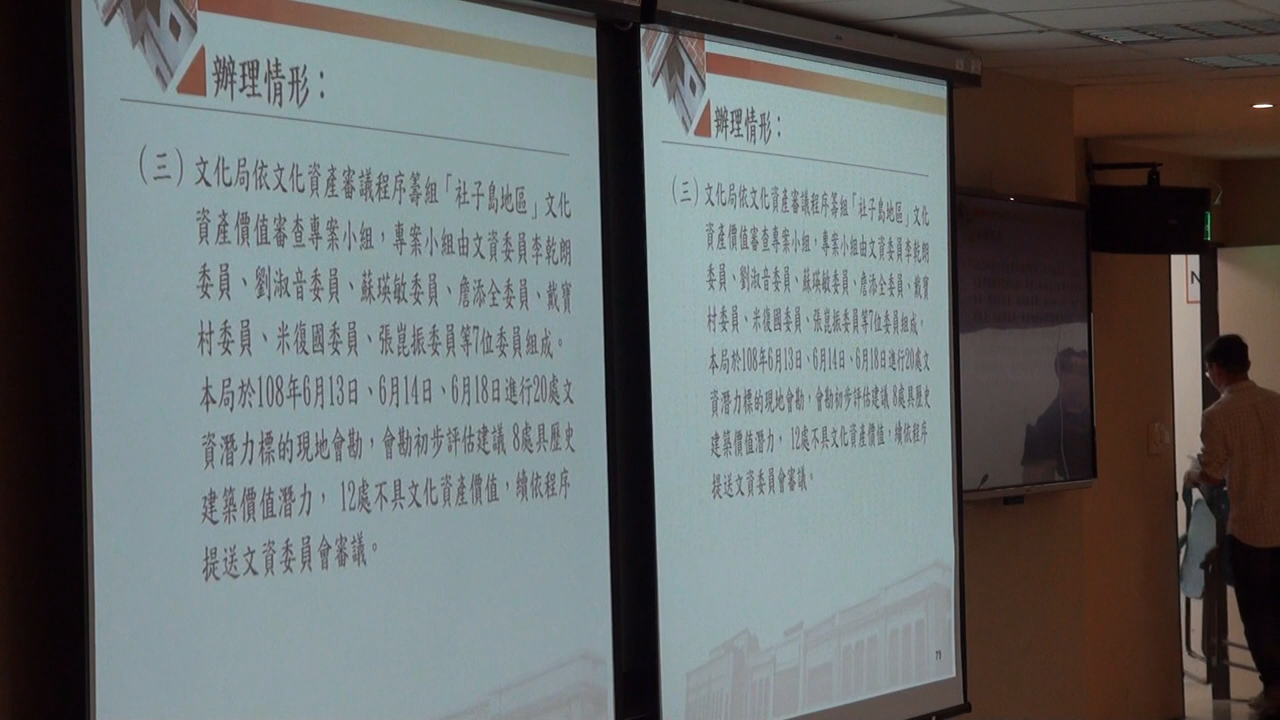 辦理情形：
（三）文化局依文化資產審議程序籌組「社子島地區」文化
資產價值審查專案小組，專案小組由文資委員李乾朗
委員、劉淑音委員、蘇瑛敏委員、詹添全委員、戴寶
村委員、米復國委員、張崑振委員等7位委員組成。
本局於108年6月13日、6月14日、6月18日進行20處文
資潛力標的現地會勘，會勘初步評估建議 8處具歷史
建築價值潛力， 12處不具文化資產價值，續依程序
提送文資委員會審議。
辦理情形：
（三）文化局依文化資產審議程序籌組「社子島地區」文化
資產價值審查專案小組，專案小組由文資委員李乾朗
委員、劉淑音委員、蘇瑛敏委員、詹添全委員、戴寶
村委員、米復國委員、張崑振委員等7位委員組成。
本局於108年6月13日、6月14日、6月18日進行20處文
資潛力標的現地會勘，會勘初步評估建議 8處具歷史
建築價值潛力， 12處不具文化資產價值，續依程序
提送文資委員會審議。